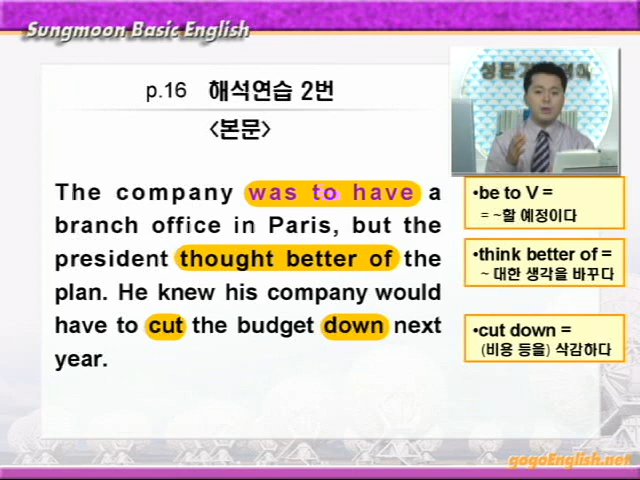 Sungmoon Basic English
p.16 해석연습 2번
<본문>
The company was to have a
branch office in Paris, but the
president thought better of the
plan. He knew his company would
have to cut the budget down next
year.
•be to V =
= ~할 예정이다
•think better of =
~ 대한 생각을 바꾸다
•cut down =
(비용 등을) 삭감하다
gogoEnglish.net